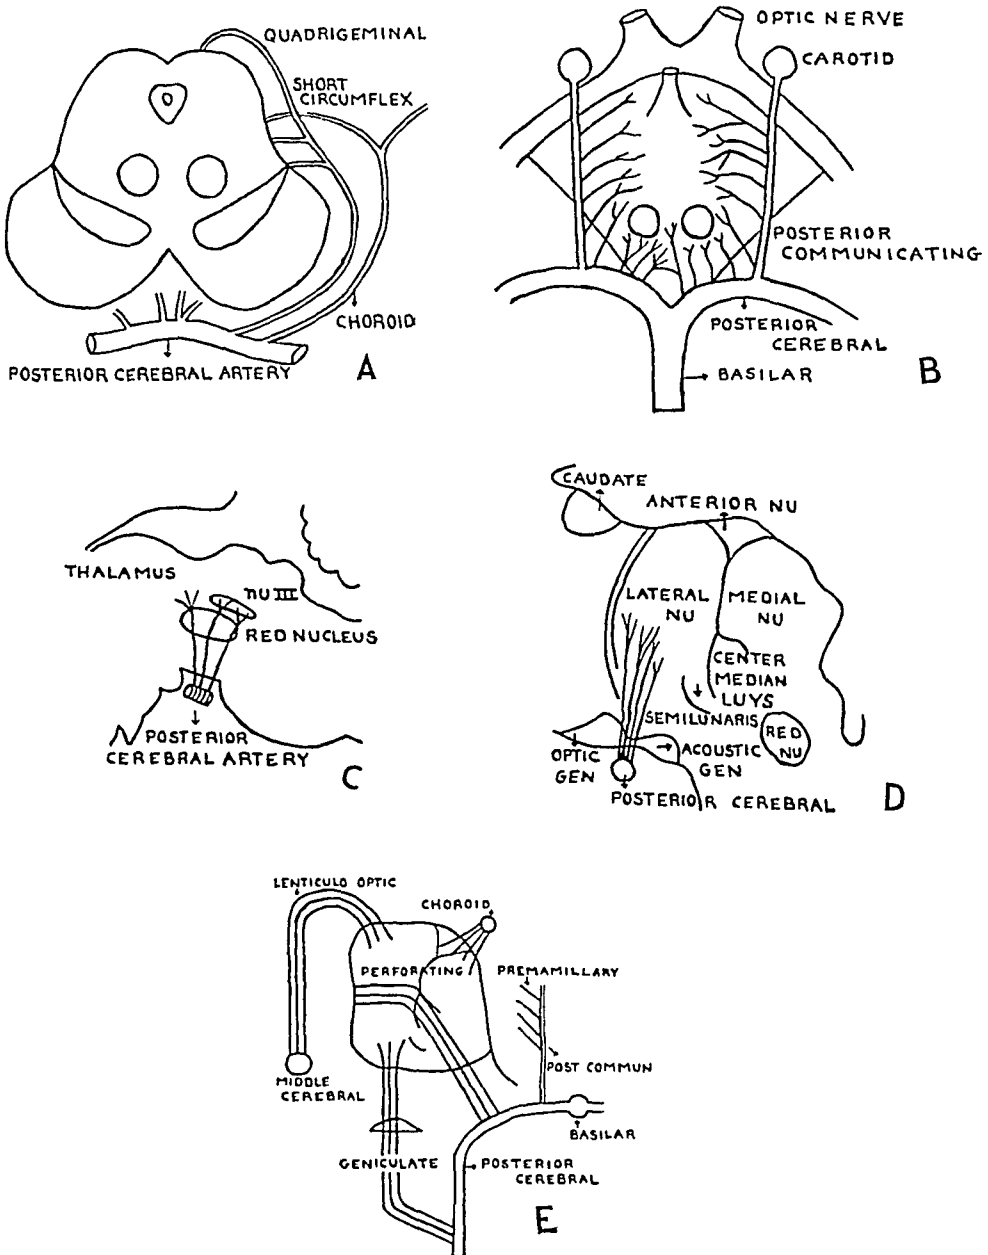 QUADRIGEMINAL
SHORT
CIRCUMFLEX
CHOROID
POSTERIOR CEREBRAL ARTERY
A
OPTIC NERVE
CAROTID
POSTERIOR
COMMUNICATING
POSTERIOR
CEREBRAL
BASILAR
B
THALAMUS
NU III
RED NUCLEUS
POSTERIOR
CEREBRAL ARTERY
C
CAUDATE
ANTERIOR NU
LATERAL
NU
MEDIAL
NU
CENTER
MEDIAN
LUYS
SEMILUNARIS
RED
NU
OPTIC
GEN
ACOUSTIC
GEN
POSTERIOR CEREBRAL
D
LENTICULO OPTIC
CHOROID
PERFORATING
PREMAMILLARY
POST COMMUN
MIDDLE
CEREBRAL
BASILAR
GENICULATE
POSTERIOR
CEREBRAL
E